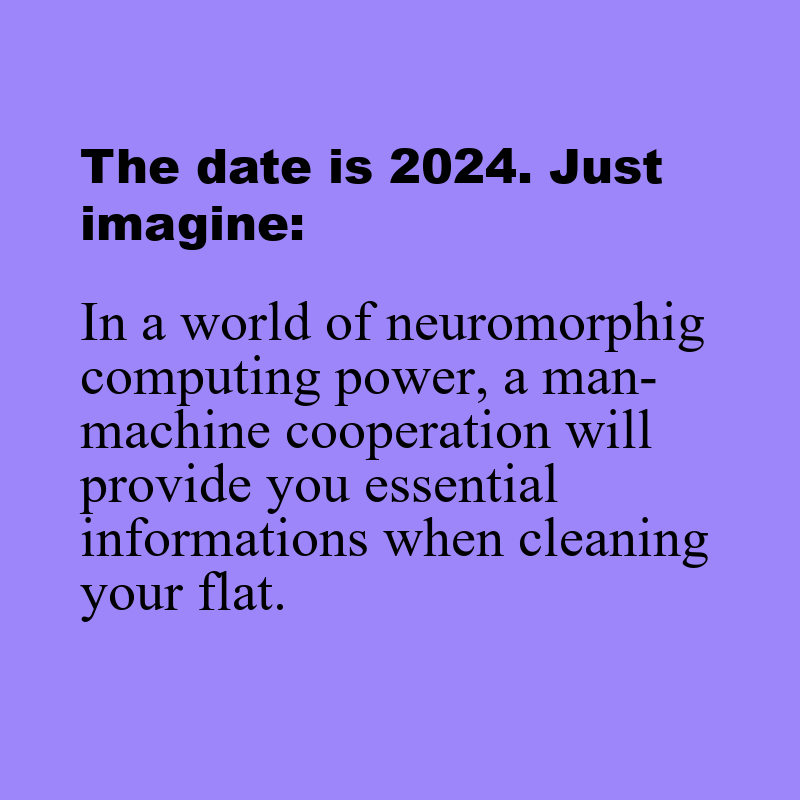 The date is 2024. Just
imagine:
In a world of neuromorphig
computing power, a man-
machine cooperation will
provide you essential
informations when cleaning
your flat.